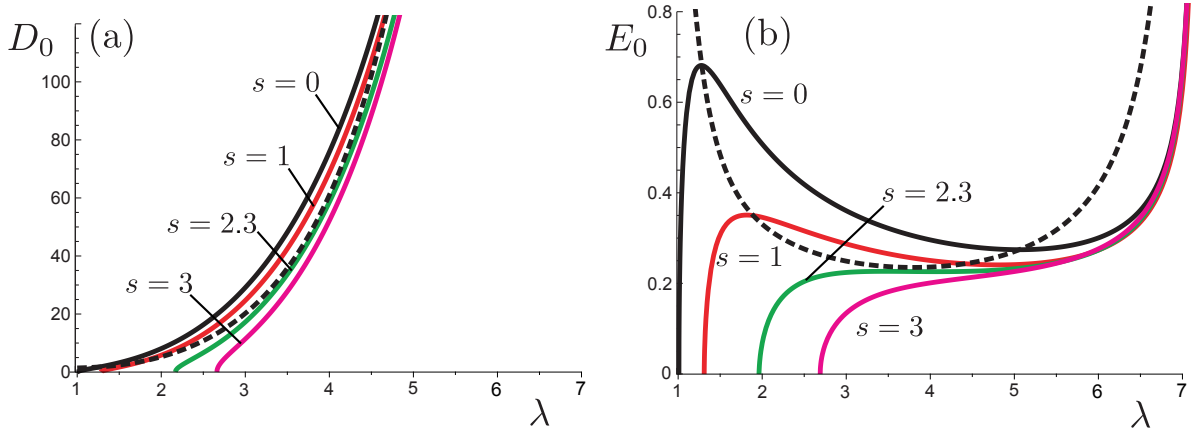 D₀ (a)
100
80
60
40
20
0
s = 0
s = 1
s = 2.3
s = 3
1 2 3 4 5 6 7
λ
E₀ (b)
0.8
0.6
0.4
0.2
0
s = 0
s = 2.3
s = 1
s = 3
1 2 3 4 5 6 7
λ